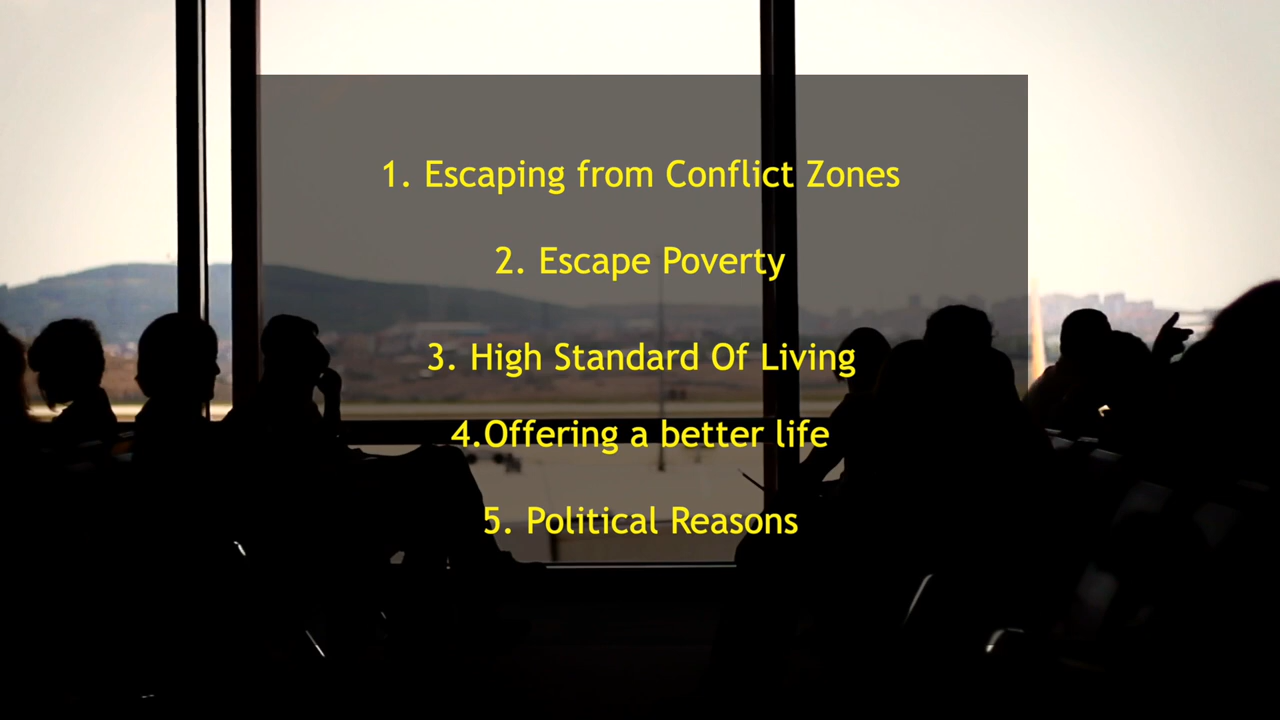 1. Escaping from Conflict Zones
2. Escape Poverty
3. High Standard Of Living
4.Offering a better life
5. Political Reasons